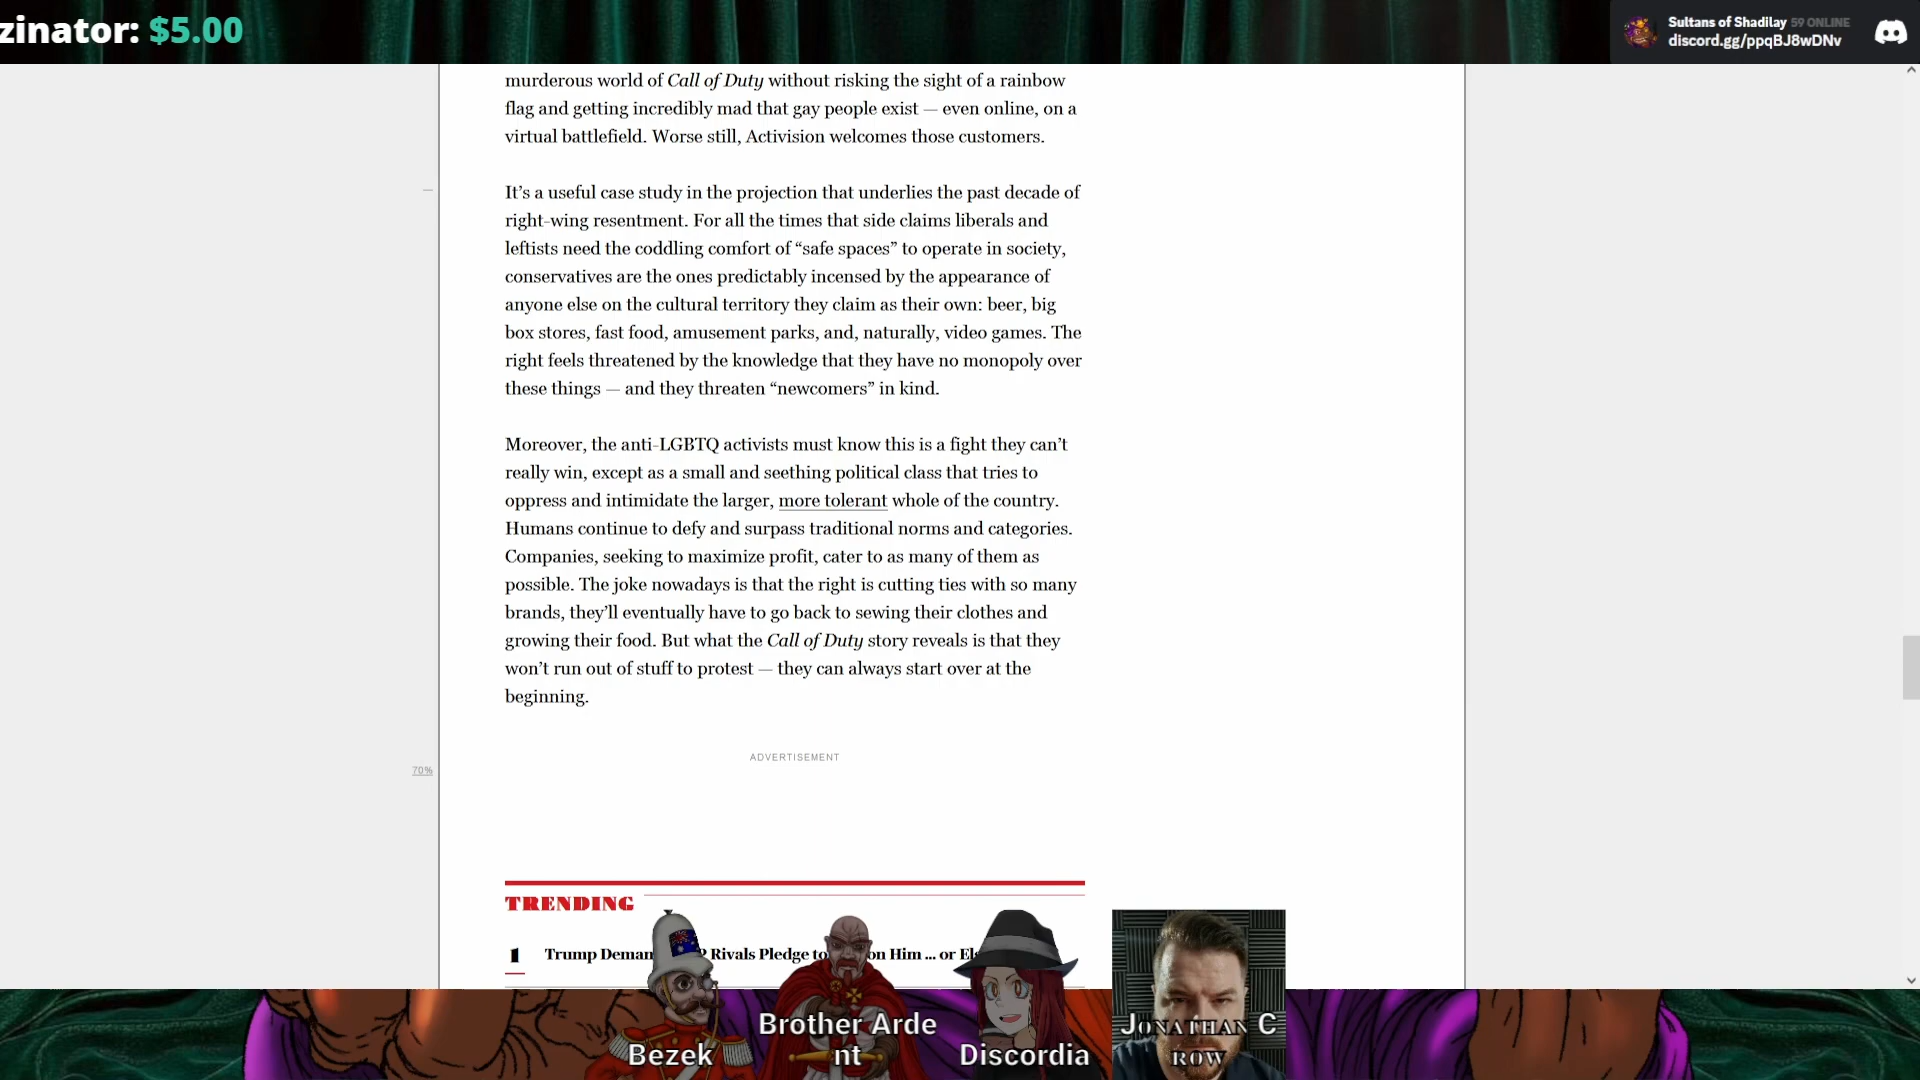 zinator: $5.00
Sultans of Shadilay 59 ONLINE
discord.gg/ppqBJ8wDNv
murderous world of Call of Duty without risking the sight of a rainbow
flag and getting incredibly mad that gay people exist — even online, on a
virtual battlefield. Worse still, Activision welcomes those customers.
It’s a useful case study in the projection that underlies the past decade of
right-wing resentment. For all the times that side claims liberals and
leftists need the coddling comfort of “safe spaces” to operate in society,
conservatives are the ones predictably incensed by the appearance of
anyone else on the cultural territory they claim as their own: beer, big
box stores, fast food, amusement parks, and, naturally, video games. The
right feels threatened by the knowledge that they have no monopoly over
these things — and they threaten “newcomers” in kind.
Moreover, the anti-LGBTQ activists must know this is a fight they can’t
really win, except as a small and seething political class that tries to
oppress and intimidate the larger, more tolerant whole of the country.
Humans continue to defy and surpass traditional norms and categories.
Companies, seeking to maximize profit, cater to as many of them as
possible. The joke nowadays is that the right is cutting ties with so many
brands, they’ll eventually have to go back to sewing their clothes and
growing their food. But what the Call of Duty story reveals is that they
won’t run out of stuff to protest — they can always start over at the
beginning.
ADVERTISEMENT
70%
TRENDING
1 Trump Rivals Pledge to Him ... or
Bezek
Brother Arde
nt
Discordia
Jonathan C
row